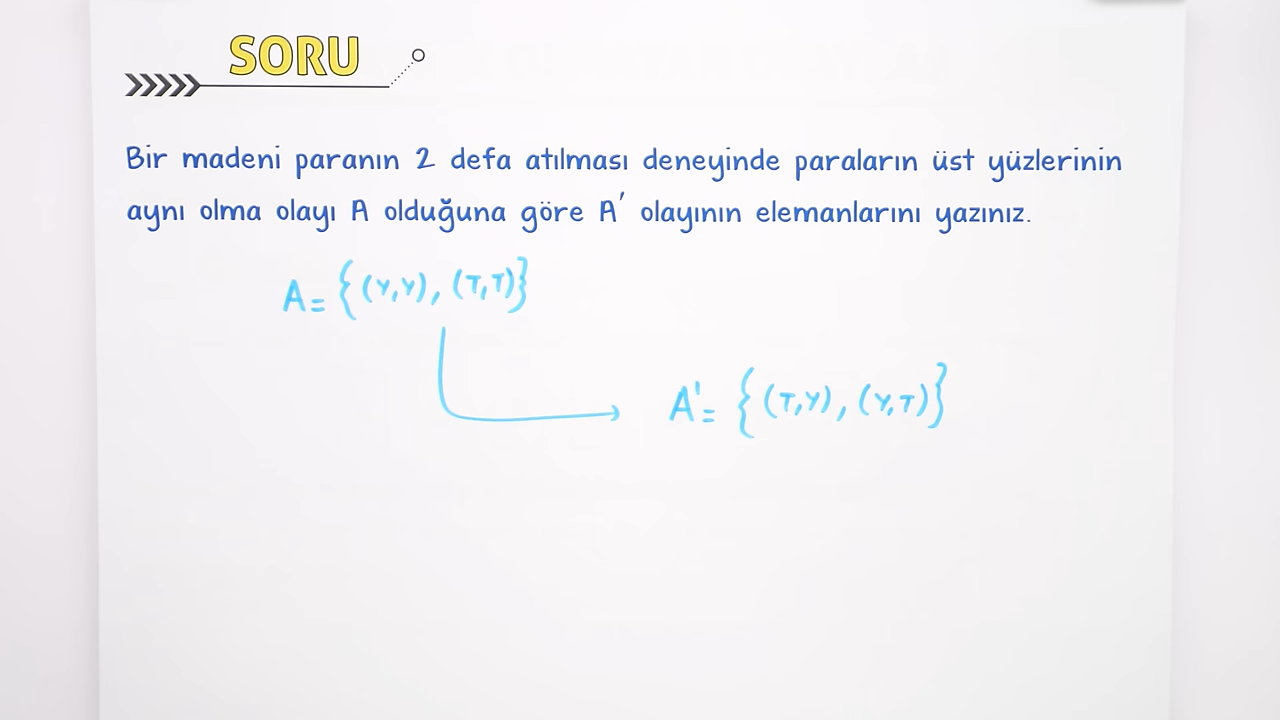 SORU
Bir madeni paranın 2 defa atılması deneyinde paraların üst yüzlerinin
aynı olma olayı A olduğuna göre A′ olayının elemanlarını yazınız.
A= {(Y,Y), (T,T)}
A'= {(T,Y), (Y,T)}